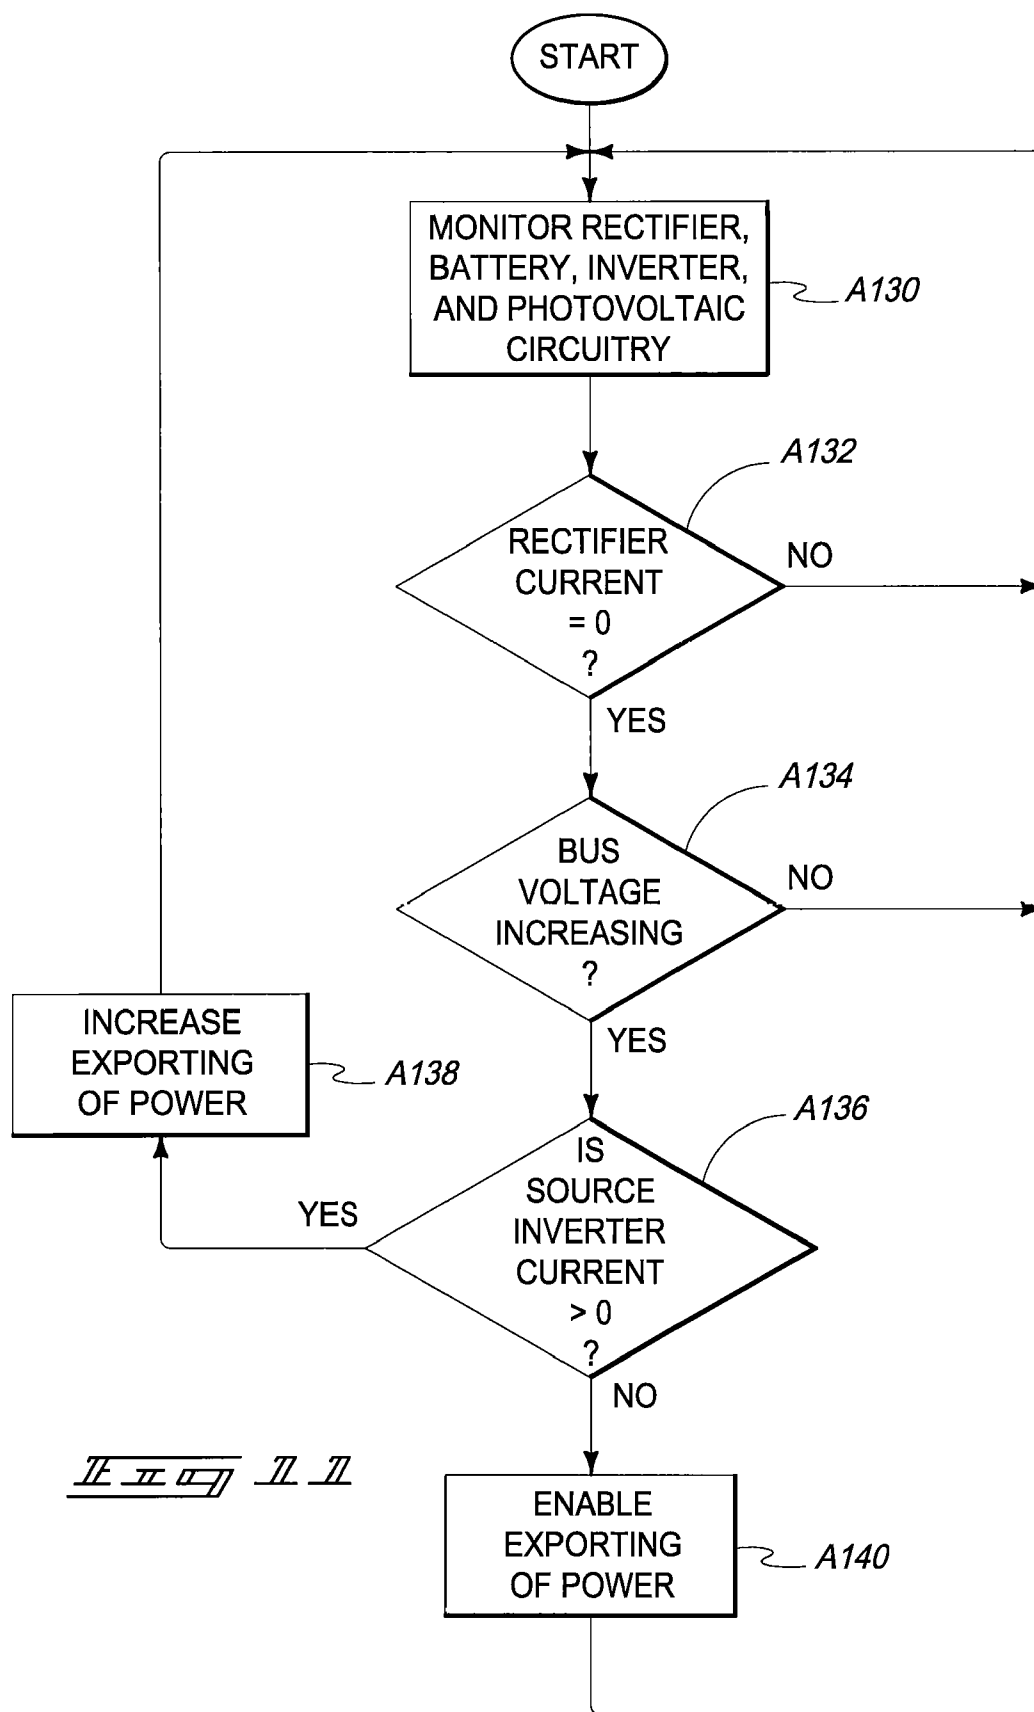 START
MONITOR RECTIFIER,
BATTERY, INVERTER,
AND PHOTOVOLTAIC
CIRCUITRY
A130
A132
RECTIFIER
CURRENT
= 0
?
NO
YES
A134
BUS
VOLTAGE
INCREASING
?
NO
YES
INCREASE
EXPORTING
OF POWER
A138
A136
IS
SOURCE
INVERTER
CURRENT
> 0
?
YES
NO
Fig 11
ENABLE
EXPORTING
OF POWER
A140